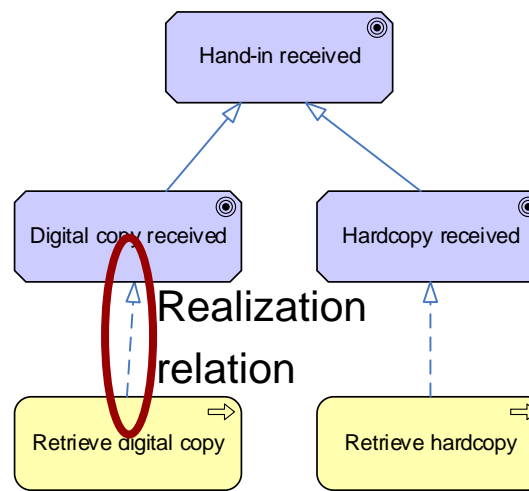 Hand-in received
Digital copy received
Hardcopy received
Realization
relation
Retrieve digital copy
Retrieve hardcopy